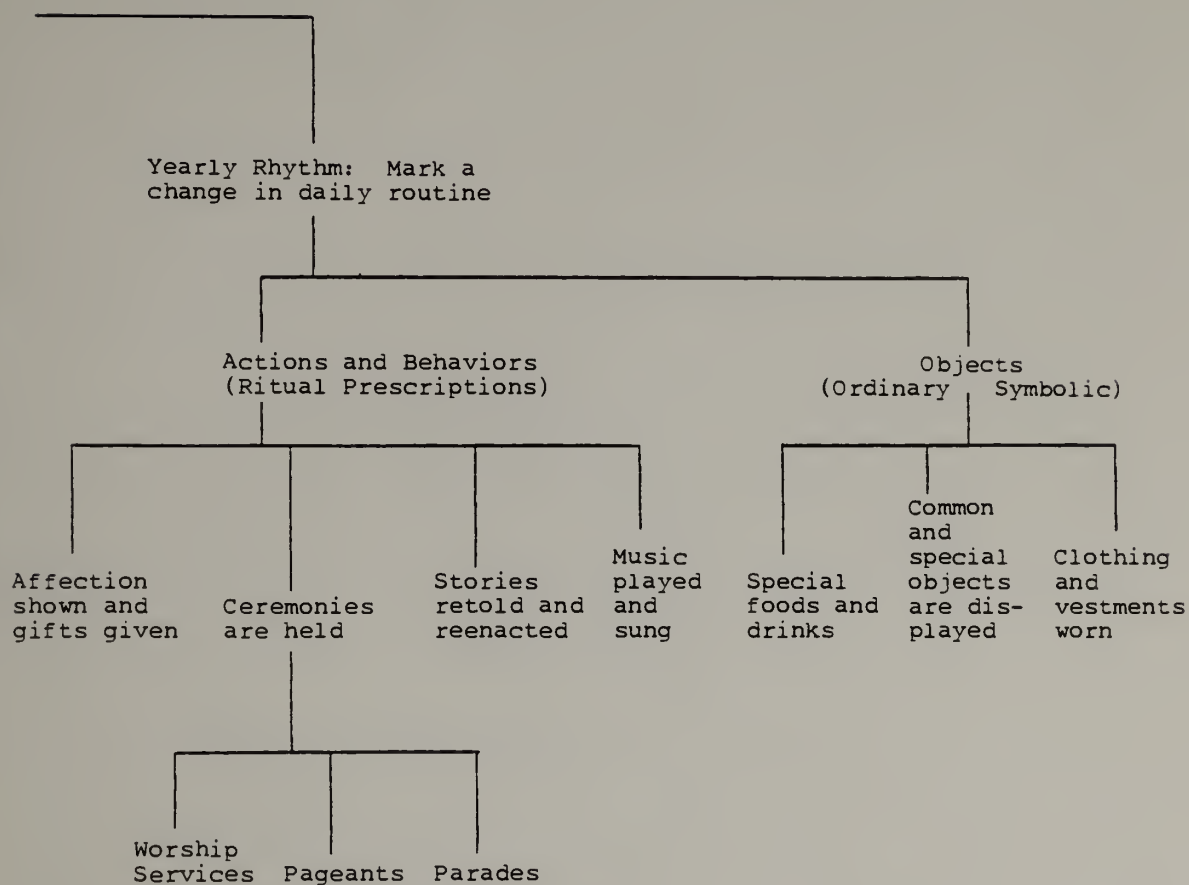 Yearly Rhythm: Mark a
change in daily routine
Actions and Behaviors
(Ritual Prescriptions)
Objects
(Ordinary Symbolic)
Affection
shown and
gifts given
Ceremonies
are held
Stories
retold and
reenacted
Music
played
and
sung
Special
foods and
drinks
Common
and
special
objects
are dis-
played
Clothing
and
vestments
worn
Worship
Services
Pageants
Parades